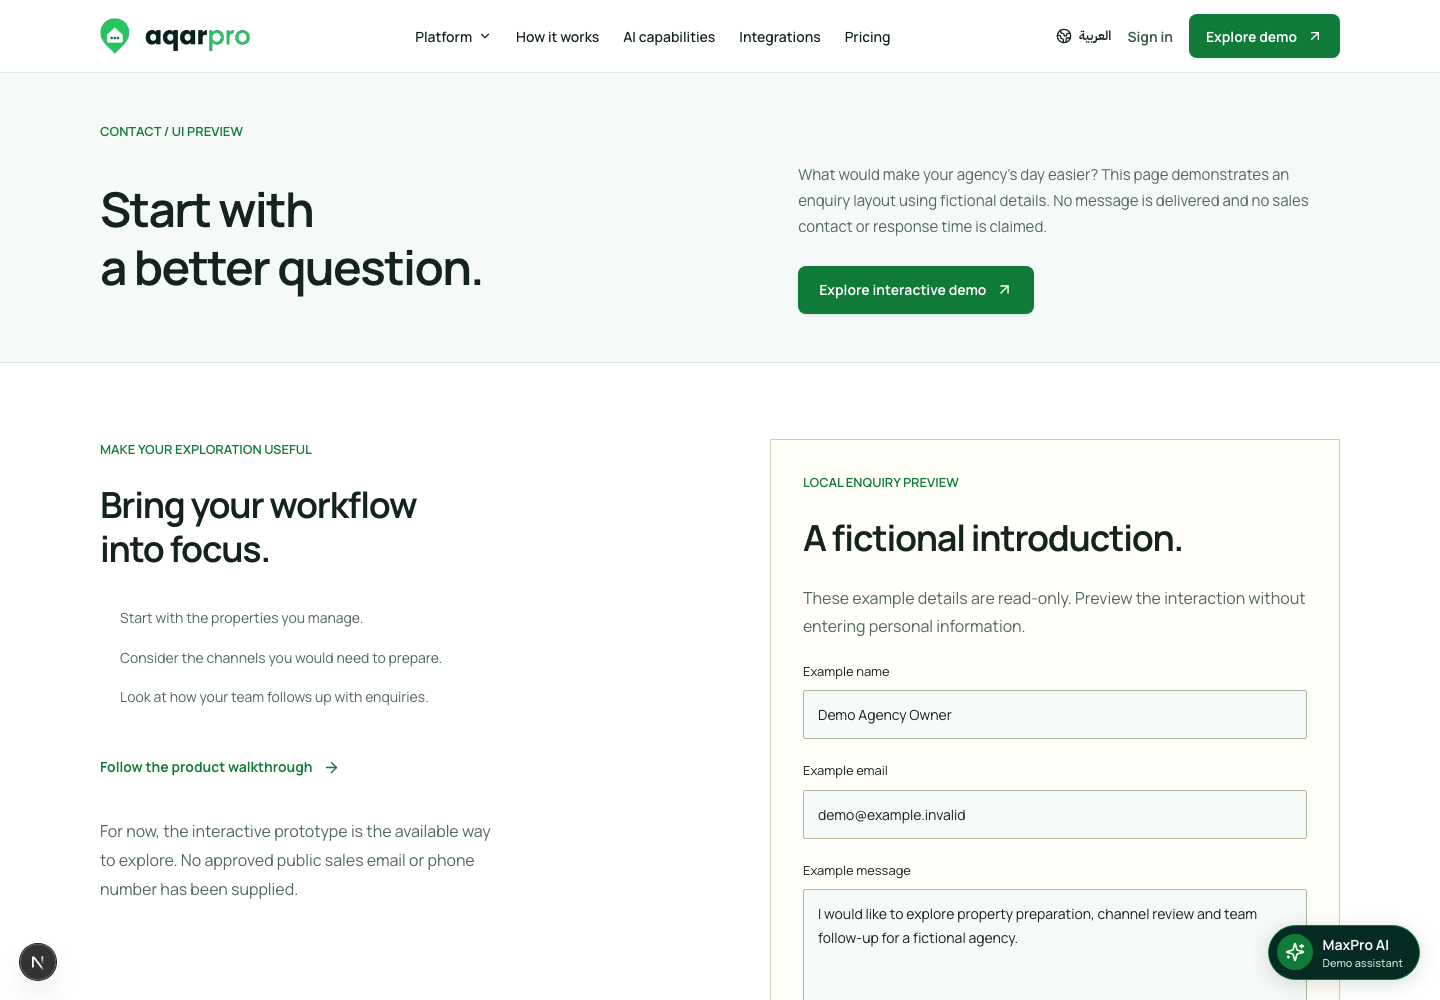 aqarpro
Platform
How it works
AI capabilities
Integrations
Pricing
العربية
Sign in
Explore demo
CONTACT / UI PREVIEW
Start with
a better question.
What would make your agency's day easier? This page demonstrates an
enquiry layout using fictional details. No message is delivered and no sales
contact or response time is claimed.
Explore interactive demo
MAKE YOUR EXPLORATION USEFUL
Bring your workflow
into focus.
Start with the properties you manage.
Consider the channels you would need to prepare.
Look at how your team follows up with enquiries.
Follow the product walkthrough
For now, the interactive prototype is the available way
to explore. No approved public sales email or phone
number has been supplied.
LOCAL ENQUIRY PREVIEW
A fictional introduction.
These example details are read-only. Preview the interaction without
entering personal information.
Example name
Demo Agency Owner
Example email
demo@example.invalid
Example message
I would like to explore property preparation, channel review and team
follow-up for a fictional agency.
N
MaxPro AI
Demo assistant